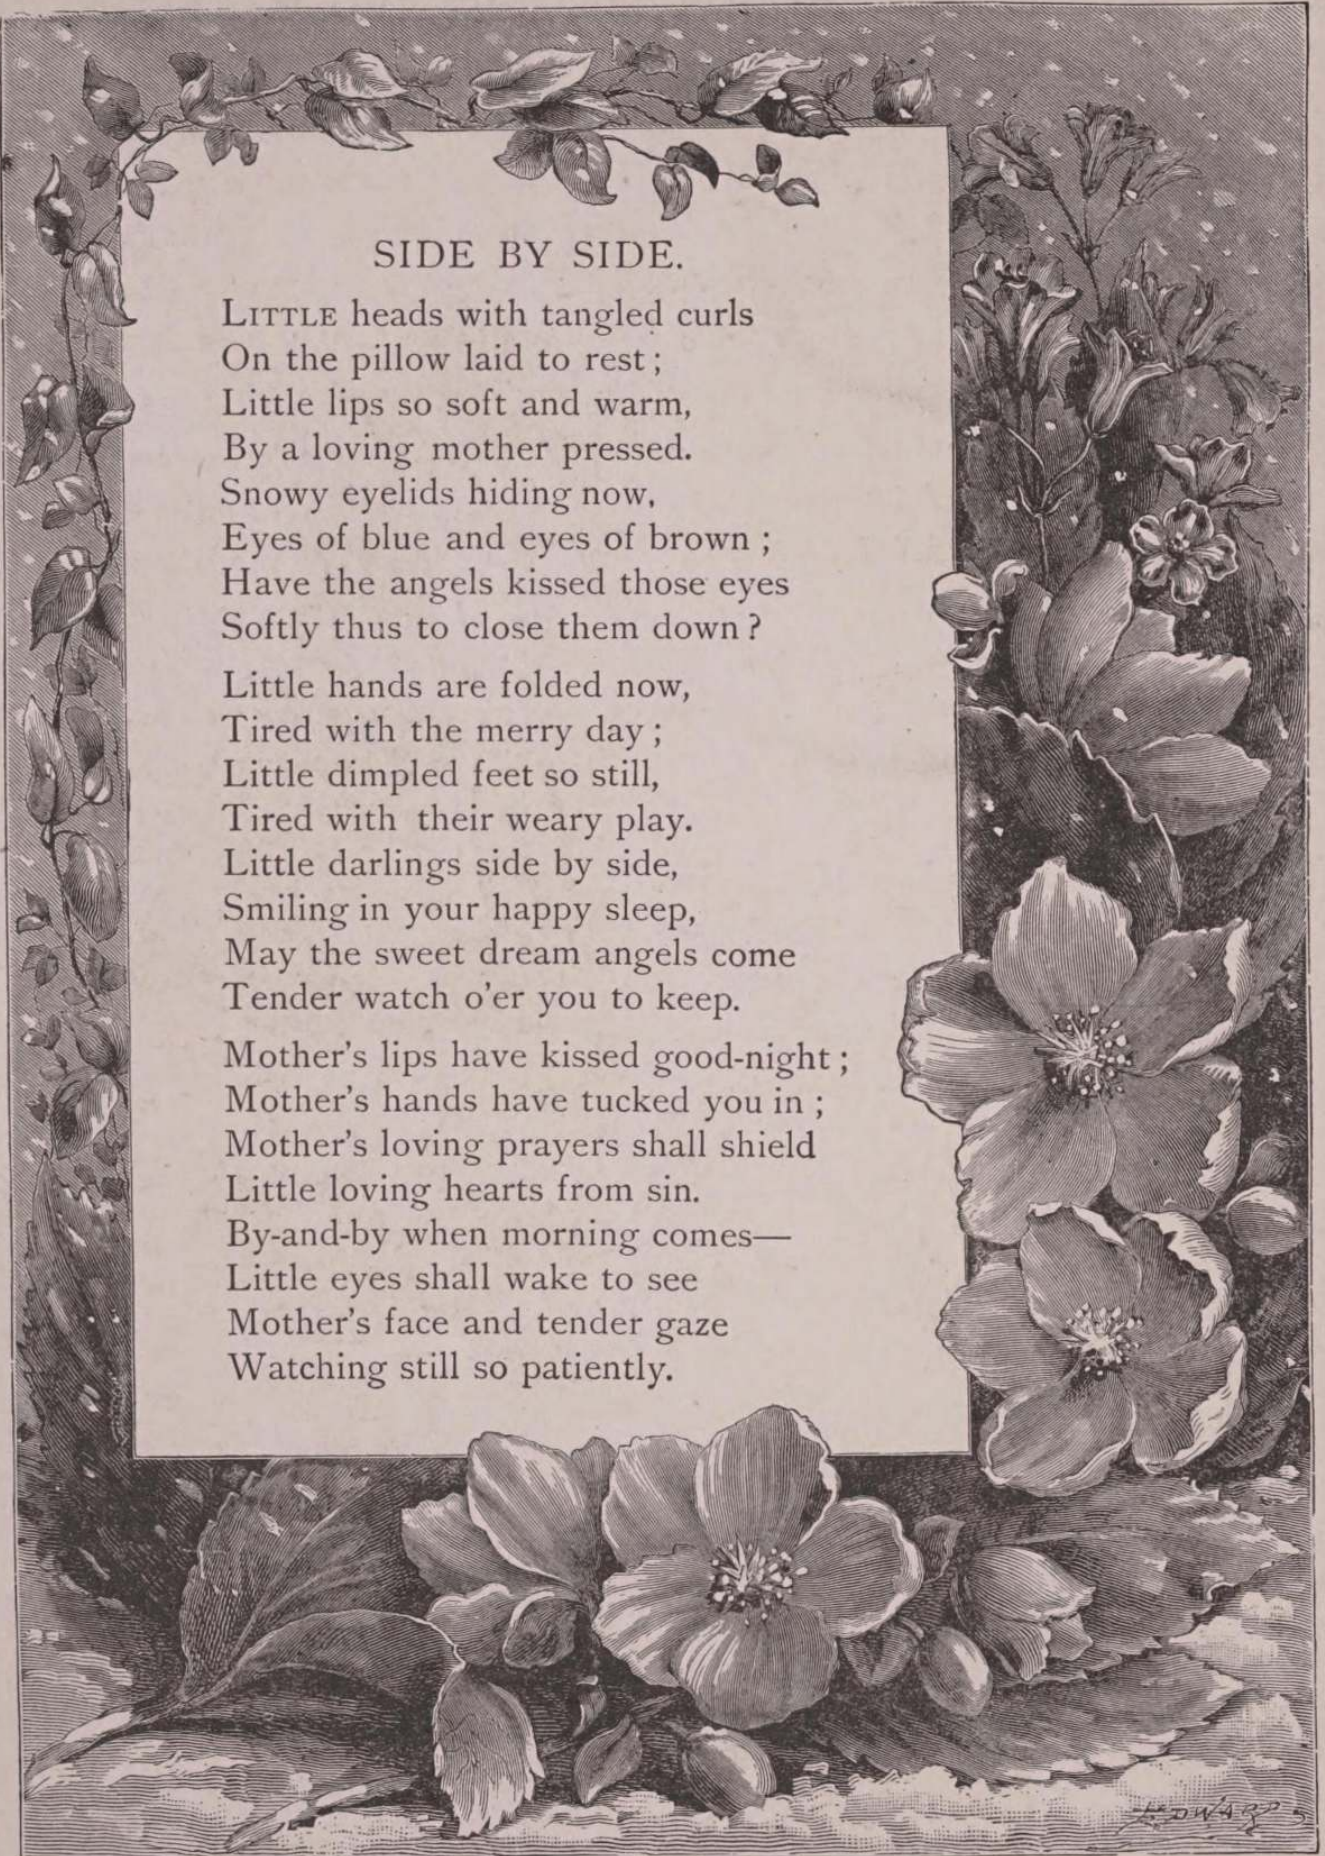 SIDE BY SIDE.
LITTLE heads with tangled curls
On the pillow laid to rest;
Little lips so soft and warm,
By a loving mother pressed.
Snowy eyelids hiding now,
Eyes of blue and eyes of brown;
Have the angels kissed those eyes
Softly thus to close them down?
Little hands are folded now,
Tired with the merry day;
Little dimpled feet so still,
Tired with their weary play.
Little darlings side by side,
Smiling in your happy sleep,
May the sweet dream angels come
Tender watch o'er you to keep.
Mother's lips have kissed good-night;
Mother's hands have tucked you in;
Mother's loving prayers shall shield
Little loving hearts from sin.
By-and-by when morning comes—
Little eyes shall wake to see
Mother's face and tender gaze
Watching still so patiently.
EDWARDS